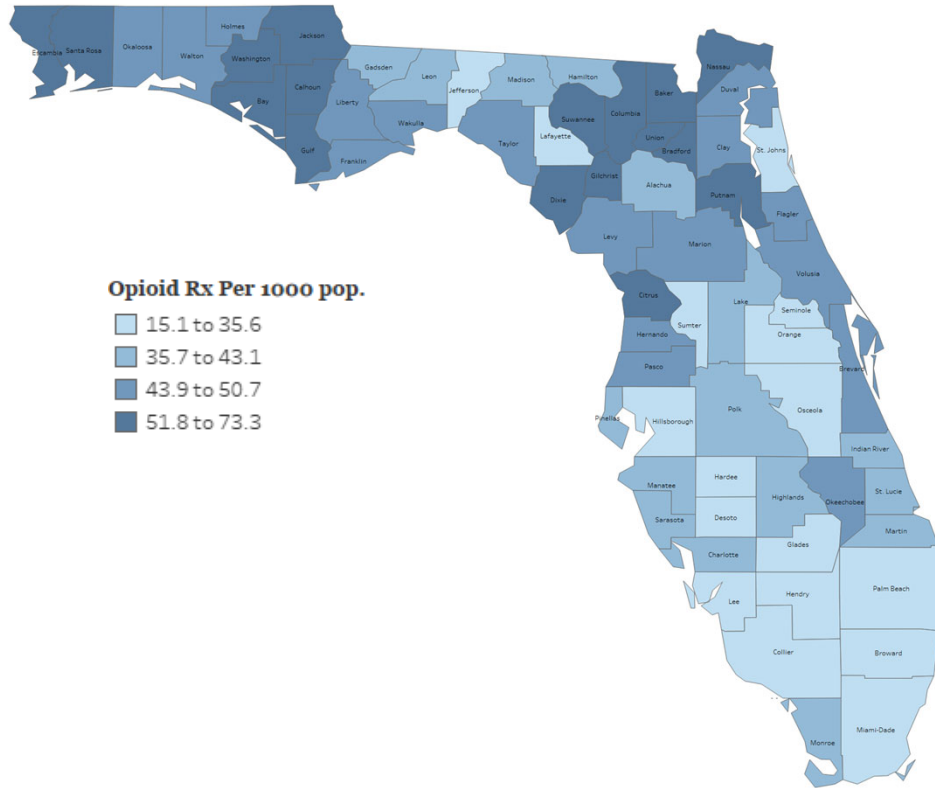 Holmes
Jackson
Escambia
Santa Rosa
Okaloosa
Walton
Washington
Gadsden
Leon
Madison
Hamilton
Nassau
Jefferson
Baker
Duval
Bay
Calhoun
Liberty
Wakulla
Suwannee
Columbia
Taylor
Lafayette
Union
Bradford
Clay
St. Johns
Gulf
Franklin
Gilchrist
Alachua
Dixie
Putnam
Flagler
Levy
Marion
Volusia
Opioid Rx Per 1000 pop.
15.1 to 35.6
35.7 to 43.1
43.9 to 50.7
51.8 to 73.3
Citrus
Lake
Seminole
Sumter
Orange
Hernando
Pasco
Brevard
Polk
Osceola
Pinellas
Hillsborough
Indian River
Hardee
Manatee
Highlands
Okeechobee
St. Lucie
Sarasota
Desoto
Martin
Glades
Charlotte
Palm Beach
Hendry
Lee
Collier
Broward
Miami-Dade
Monroe